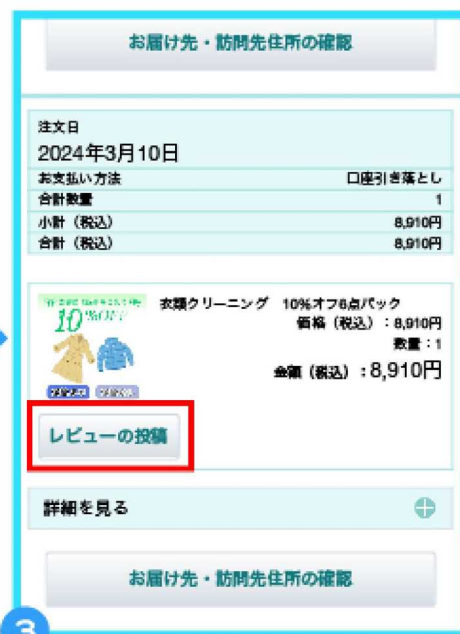 お届け先・訪問先住所の確認
注文日
2024年3月10日
お支払い方法 口座引き落とし
合計数量 1
小計（税込） 8,910円
合計（税込） 8,910円
10%OFF
衣類クリーニング 10%オフ6点パック
価格（税込）：8,910円
数量：1
金額（税込）：8,910円
レビューの投稿
詳細を見る
お届け先・訪問先住所の確認
3